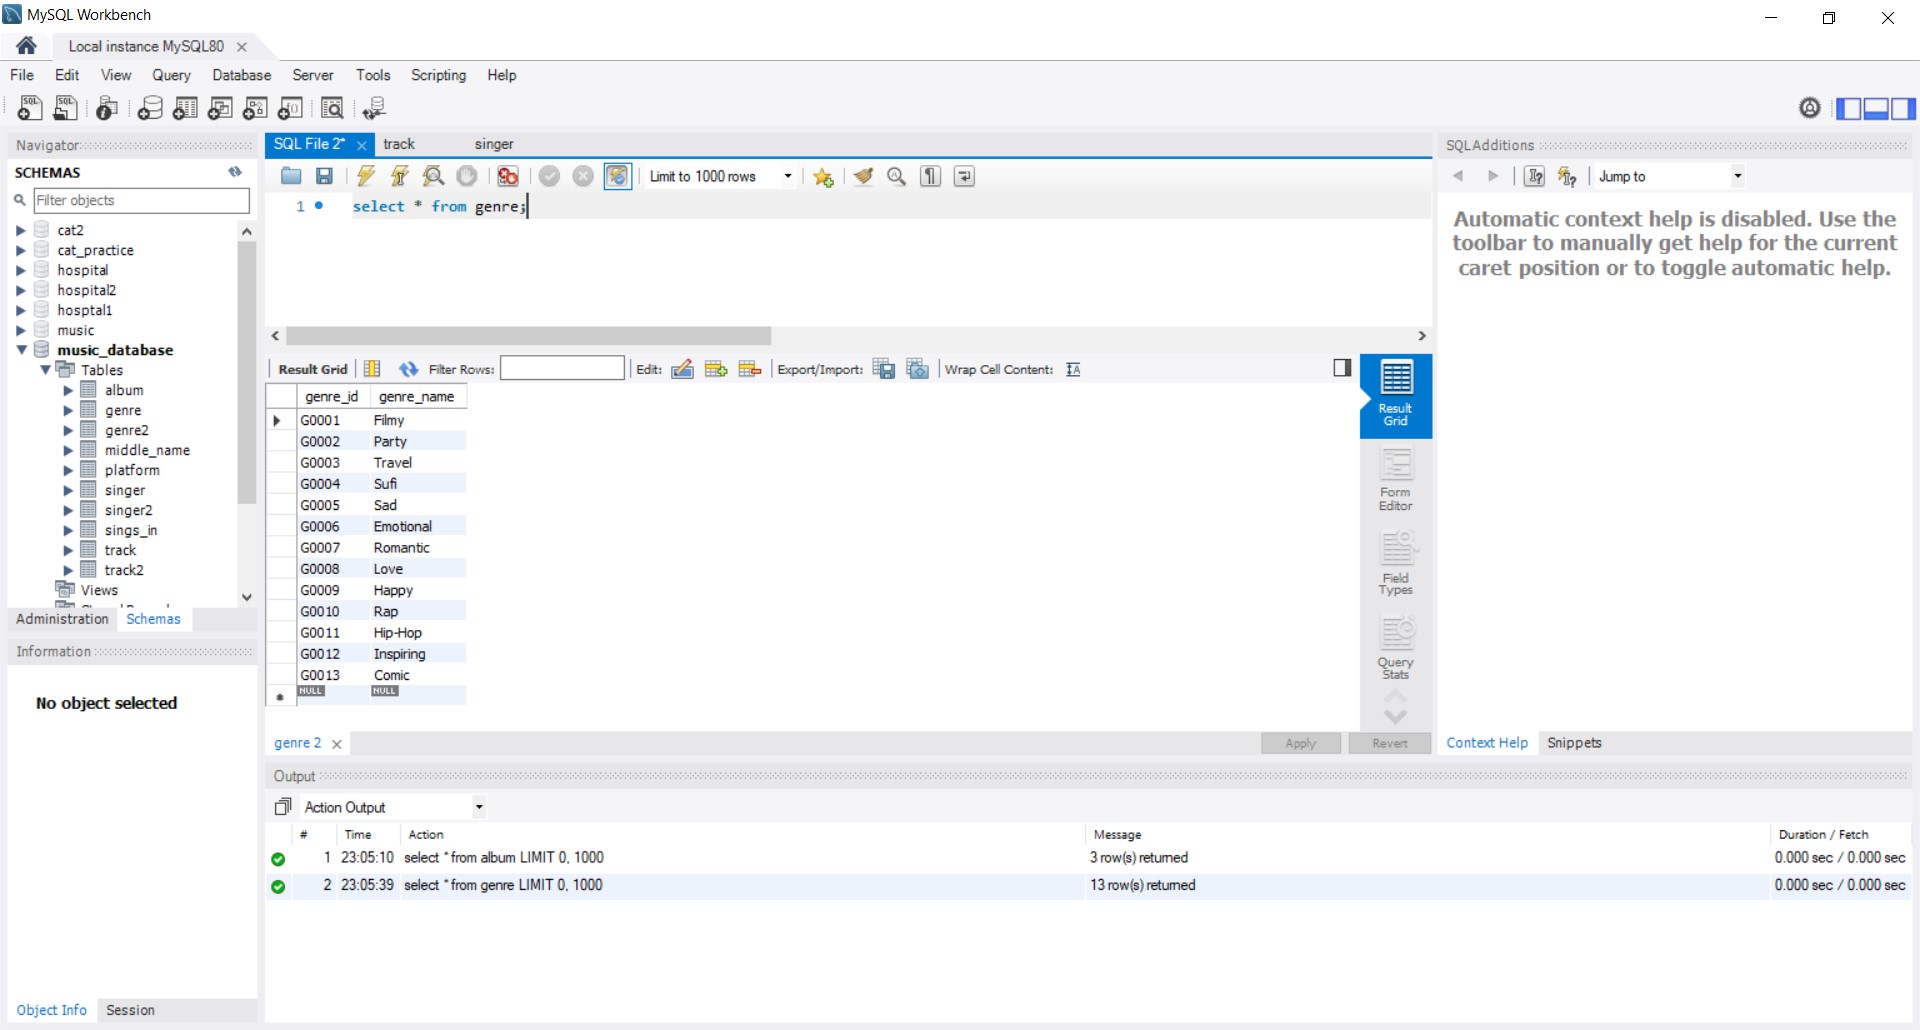 MySQL Workbench
Local instance MySQL80
File Edit View Query Database Server Tools Scripting Help
Navigator
SCHEMAS
Filter objects
cat2
cat_practice
hospital
hospital2
hosptal1
music
music_database
Tables
album
genre
genre2
middle_name
platform
singer
singer2
sings_in
track
track2
Views
Administration Schemas
Information
No object selected
Object Info Session
SQL File 2* track singer
Limit to 1000 rows
1 select * from genre;
Result Grid Filter Rows: Edit: Export/Import: Wrap Cell Content:
genre_id genre_name
G0001 Filmy
G0002 Party
G0003 Travel
G0004 Sufi
G0005 Sad
G0006 Emotional
G0007 Romantic
G0008 Love
G0009 Happy
G0010 Rap
G0011 Hip-Hop
G0012 Inspiring
G0013 Comic
NULL NULL
Result
Grid
Form
Editor
Field
Types
Query
Stats
genre 2 Apply Revert
SQLAdditions
Jump to
Automatic context help is disabled. Use the
toolbar to manually get help for the current
caret position or to toggle automatic help.
Context Help Snippets
Output
Action Output
# Time Action Message Duration / Fetch
1 23:05:10 select * from album LIMIT 0, 1000 3 row(s) returned 0.000 sec / 0.000 sec
2 23:05:39 select * from genre LIMIT 0, 1000 13 row(s) returned 0.000 sec / 0.000 sec